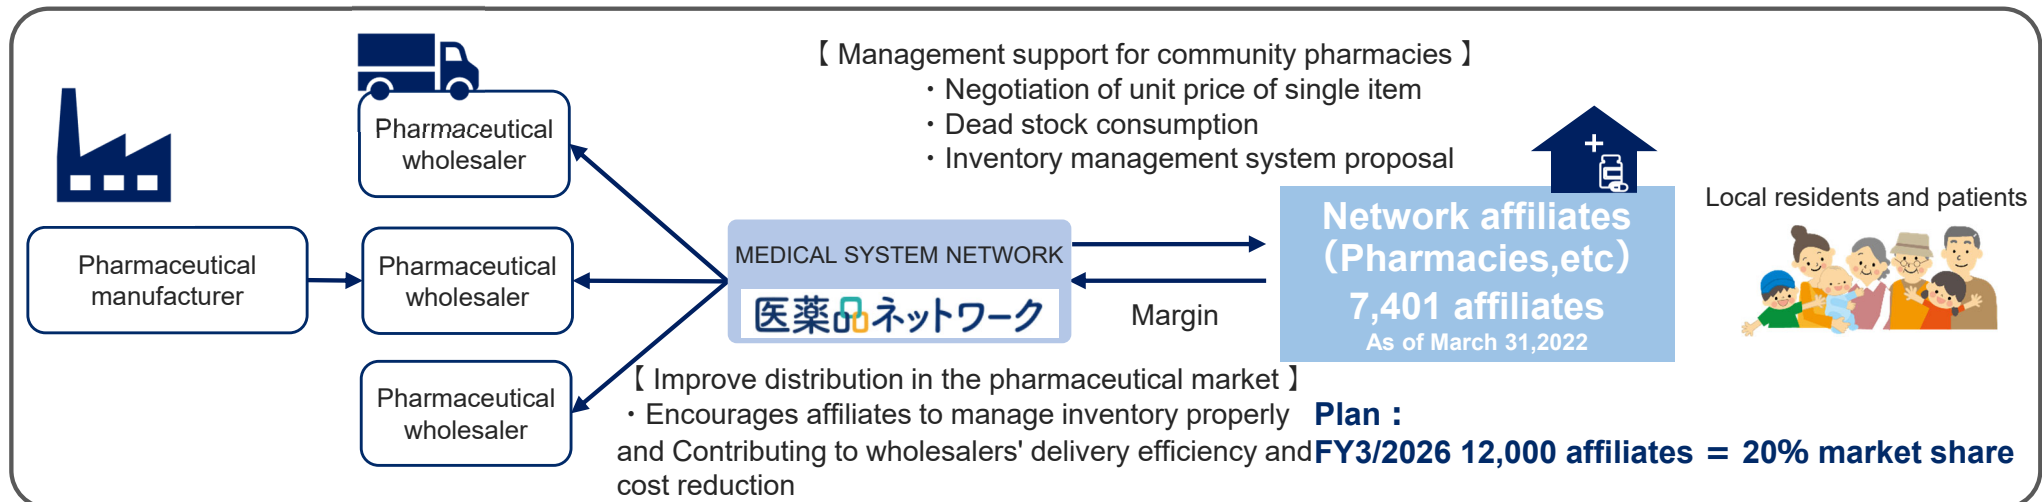 【 Management support for community pharmacies 】
・Negotiation of unit price of single item
・Dead stock consumption
・Inventory management system proposal
Pharmaceutical
wholesaler
Pharmaceutical
manufacturer
Pharmaceutical
wholesaler
Pharmaceutical
wholesaler
MEDICAL SYSTEM NETWORK
医薬品ネットワーク
Margin
Network affiliates
（Pharmacies,etc）
7,401 affiliates
As of March 31,2022
Local residents and patients
【 Improve distribution in the pharmaceutical market 】
・Encourages affiliates to manage inventory properly
and Contributing to wholesalers' delivery efficiency and
cost reduction
Plan：
FY3/2026 12,000 affiliates ＝ 20% market share